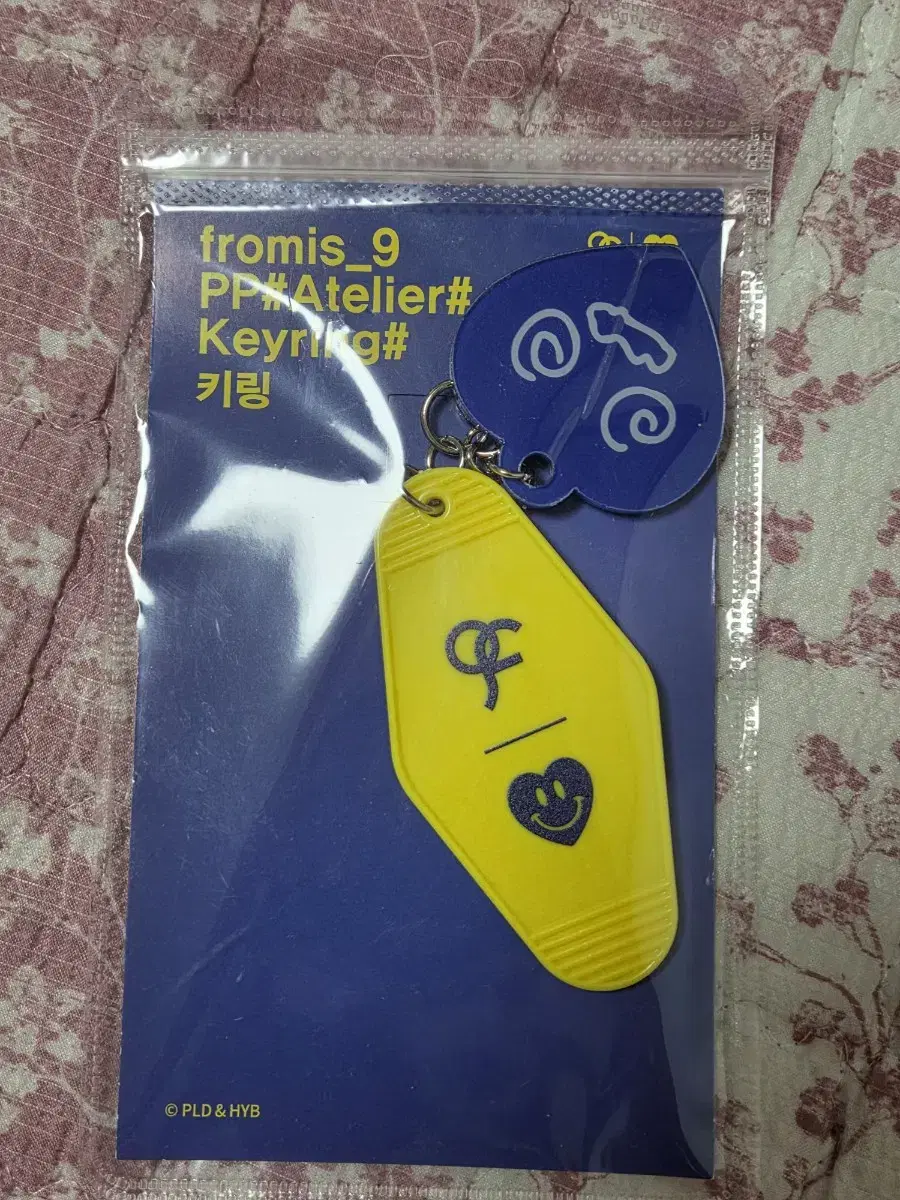 fromis_9
PP#Atelier#
Keyring#
키링
© PLD & HYB